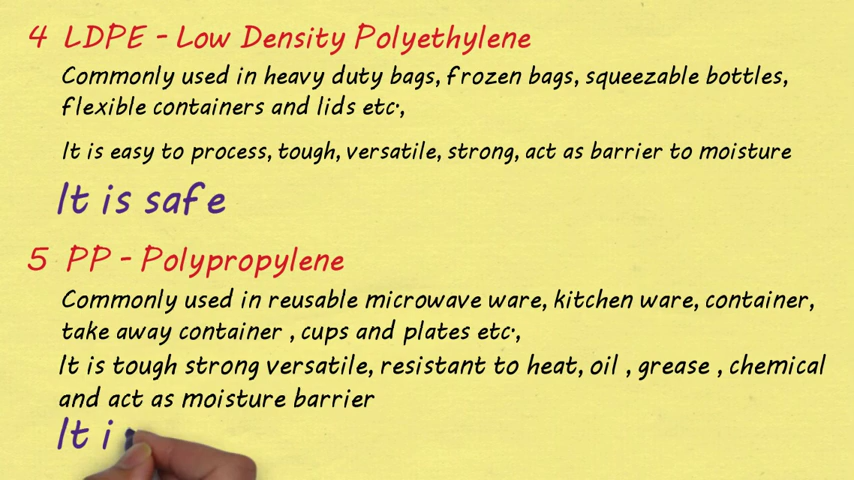 4 LDPE - Low Density Polyethylene
Commonly used in heavy duty bags, frozen bags, squeezable bottles,
flexible containers and lids etc·,
It is easy to process, tough, versatile, strong, act as barrier to moisture
It is safe
5 PP - Polypropylene
Commonly used in reusable microwave ware, kitchen ware, container,
take away container , cups and plates etc·,
It is tough strong versatile, resistant to heat, oil , grease , chemical
and act as moisture barrier
It i